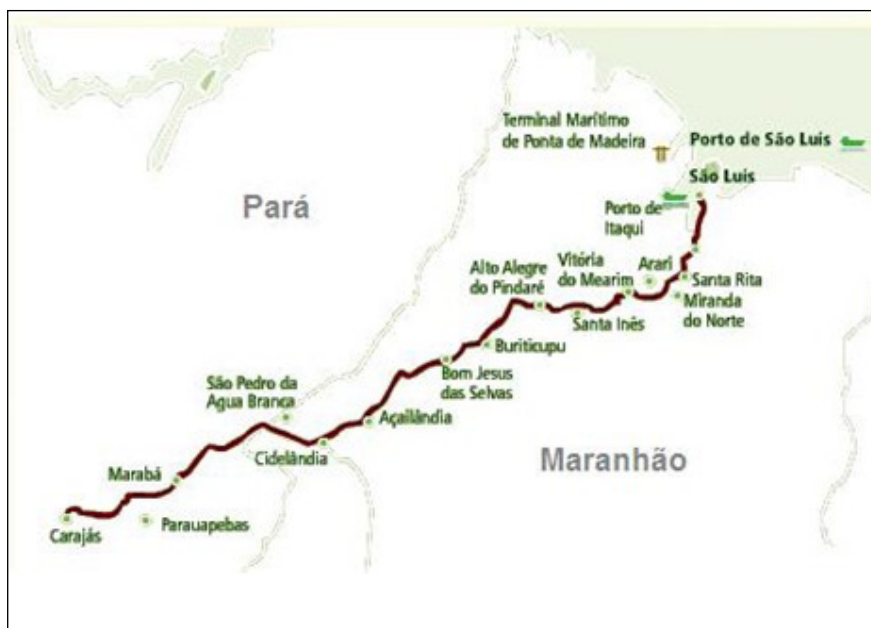 Terminal Marítimo
de Ponta de Madeira
Porto de São Luís
São Luís
Pará
Porto de
Itaqui
Alto Alegre
do Pindaré
Vitória
do Mearim
Arari
Santa Rita
Miranda
do Norte
Santa Inês
Buriticupu
Bom Jesus
das Selvas
São Pedro da
Agua Branca
Açailândia
Cidelândia
Maranhão
Marabá
Carajás
Parauapebas